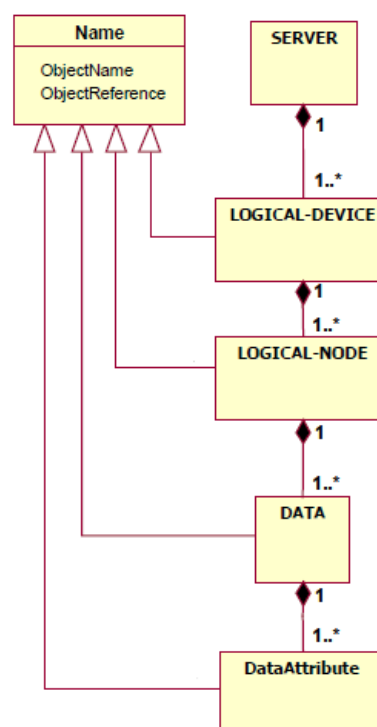 Name
ObjectName
ObjectReference
SERVER
1
1..*
LOGICAL-DEVICE
1
1..*
LOGICAL-NODE
1
1..*
DATA
1
1..*
DataAttribute